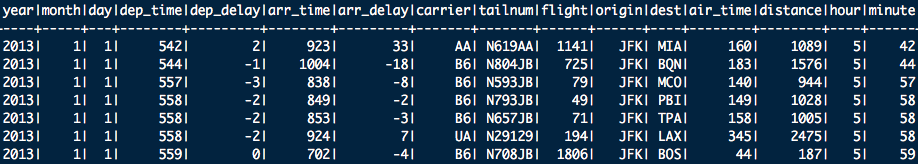 year|month|day|dep_time|dep_delay|arr_time|arr_delay|carrier|tailnum|flight|origin|dest|air_time|distance|hour|minute
----+-----+---+--------+---------+--------+---------+-------+-------+------+------+----+--------+--------+----+------
2013|    1|  1|     542|        2|     923|       33|     AA| N619AA|  1141|   JFK| MIA|     160|    1089|   5|    42
2013|    1|  1|     544|       -1|    1004|      -18|     B6| N804JB|   725|   JFK| BQN|     183|    1576|   5|    44
2013|    1|  1|     557|       -3|     838|       -8|     B6| N593JB|    79|   JFK| MCO|     140|     944|   5|    57
2013|    1|  1|     558|       -2|     849|       -2|     B6| N793JB|    49|   JFK| PBI|     149|    1028|   5|    58
2013|    1|  1|     558|       -2|     853|       -3|     B6| N657JB|    71|   JFK| TPA|     158|    1005|   5|    58
2013|    1|  1|     558|       -2|     924|        7|     UA| N29129|   194|   JFK| LAX|     345|    2475|   5|    58
2013|    1|  1|     559|        0|     702|       -4|     B6| N708JB|  1806|   JFK| BOS|      44|     187|   5|    59